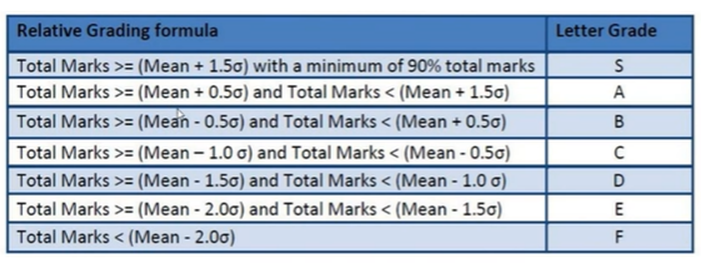 Relative Grading formula Letter Grade
Total Marks >= (Mean + 1.5σ) with a minimum of 90% total marks S
Total Marks >= (Mean + 0.5σ) and Total Marks < (Mean + 1.5σ) A
Total Marks >= (Mean - 0.5σ) and Total Marks < (Mean + 0.5σ) B
Total Marks >= (Mean – 1.0 σ) and Total Marks < (Mean - 0.5σ) C
Total Marks >= (Mean - 1.5σ) and Total Marks < (Mean - 1.0 σ) D
Total Marks >= (Mean - 2.0σ) and Total Marks < (Mean - 1.5σ) E
Total Marks < (Mean - 2.0σ) F